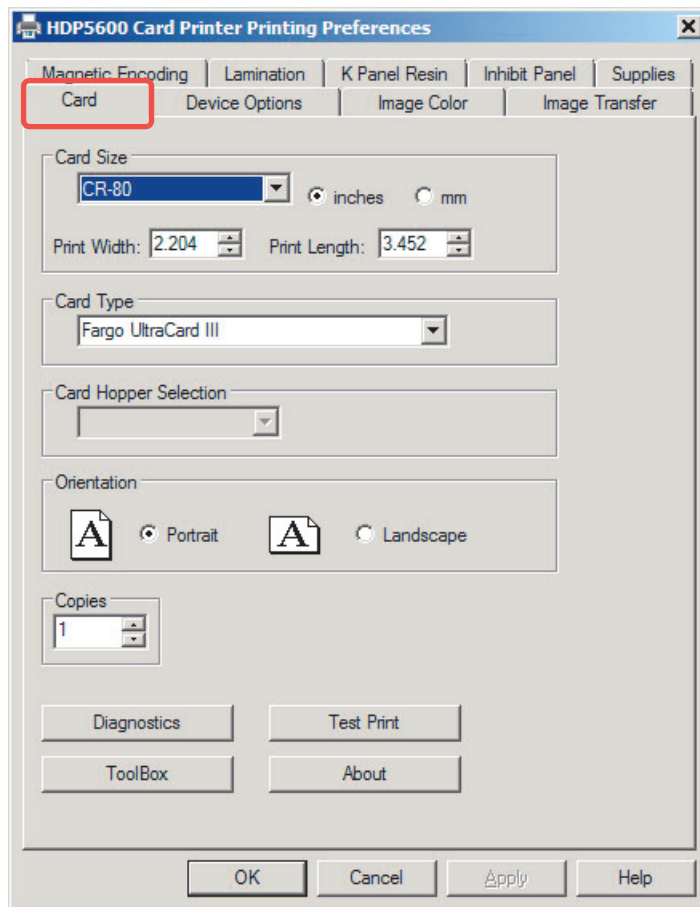 HDP5600 Card Printer Printing Preferences
Magnetic Encoding Lamination K Panel Resin Inhibit Panel Supplies
Card Device Options Image Color Image Transfer
Card Size
CR-80 inches mm
Print Width: 2.204 Print Length: 3.452
Card Type
Fargo UltraCard III
Card Hopper Selection
Orientation
A Portrait A Landscape
Copies
1
Diagnostics Test Print
ToolBox About
OK Cancel Apply Help